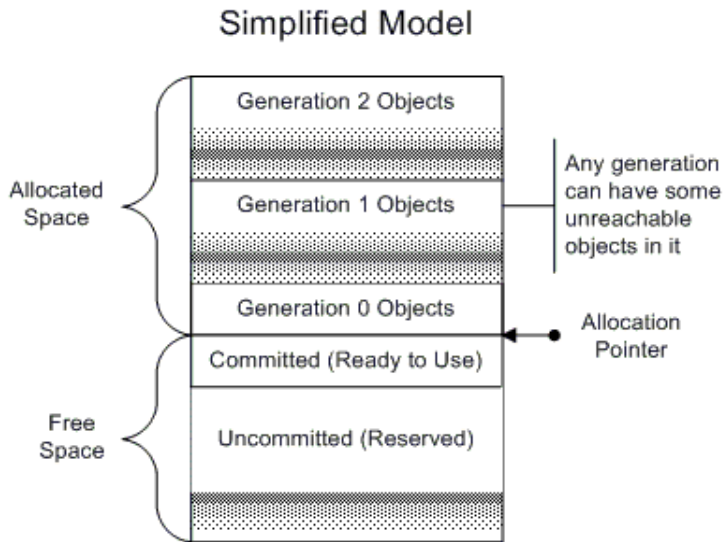 Simplified Model
Generation 2 Objects
Allocated
Space
Generation 1 Objects
Any generation
can have some
unreachable
objects in it
Generation 0 Objects
Allocation
Pointer
Committed (Ready to Use)
Free
Space
Uncommitted (Reserved)